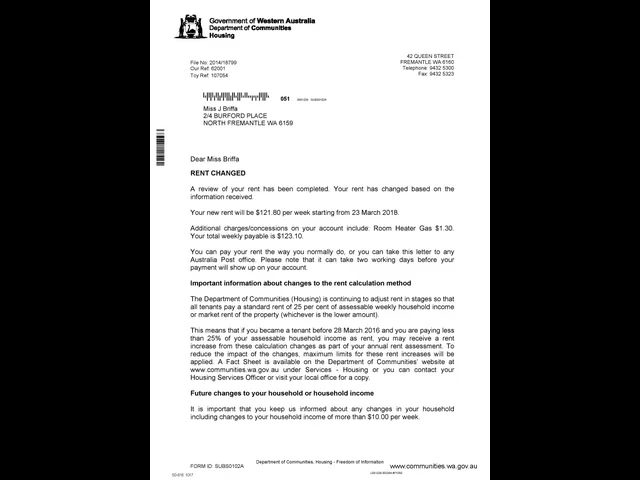 Government of Western Australia
Department of Communities
Housing
File No: 2014/18799
Our Ref: 62001
Toy Ref: 107054
42 QUEEN STREET
FREMANTLE WA 6160
Telephone 9432 5300
Fax: 9432 5323
051
Miss J Briffa
2/4 BURFORD PLACE
NORTH FREMANTLE WA 6159
Dear Miss Briffa
RENT CHANGED
A review of your rent has been completed. Your rent has changed based on the
information received.
Your new rent will be $121.80 per week starting from 23 March 2018.
Additional charges/concessions on your account include: Room Heater Gas $1.30.
Your total weekly payable is $123.10.
You can pay your rent the way you normally do, or you can take this letter to any
Australia Post office. Please note that it can take two working days before your
payment will show up on your account.
Important information about changes to the rent calculation method
The Department of Communities (Housing) is continuing to adjust rent in stages so that
all tenants pay a standard rent of 25 per cent of assessable weekly household income
or market rent of the property (whichever is the lower amount).
This means that if you became a tenant before 28 March 2016 and you are paying less
than 25% of your assessable household income as rent, you may receive a rent
increase from these calculation changes as part of your annual rent assessment. To
reduce the impact of the changes, maximum limits for these rent increases will be
applied. A Fact Sheet is available on the Department of Communities' website at
www.communities.wa.gov.au under Services - Housing or you can contact your
Housing Services Officer or visit your local office for a copy.
Future changes to your household or household income
It is important that you keep us informed about any changes in your household
including changes to your household income of more than $10.00 per week.
Department of Communities, Housing - Freedom of Information
FORM ID: SUBS0102A
www.communities.wa.gov.au